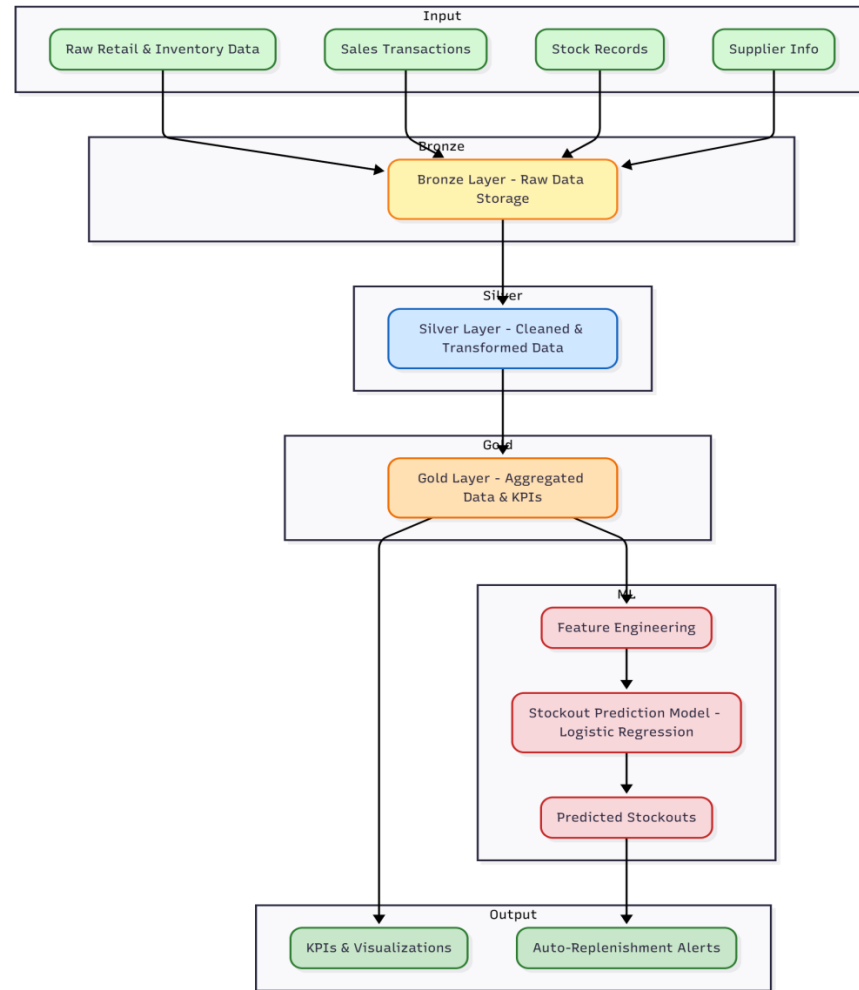 Input
Raw Retail & Inventory Data
Sales Transactions
Stock Records
Supplier Info
Bronze
Bronze Layer - Raw Data
Storage
Silver
Silver Layer - Cleaned &
Transformed Data
Gold
Gold Layer - Aggregated
Data & KPIs
ML
Feature Engineering
Stockout Prediction Model -
Logistic Regression
Predicted Stockouts
Output
KPIs & Visualizations
Auto-Replenishment Alerts